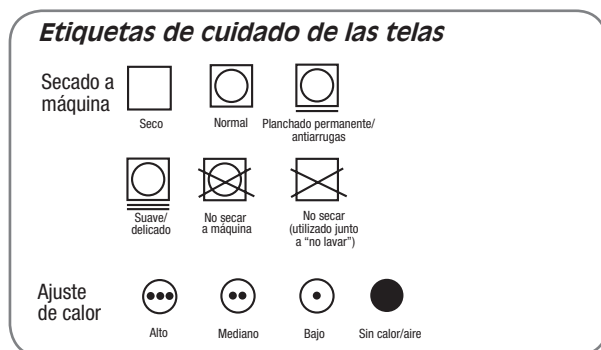 Etiquetas de cuidado de las telas
Secado a
máquina
Seco
Normal
Planchado permanente/
antiarrugas
Suave/
delicado
No secar
a máquina
No secar
(utilizado junto
a “no lavar”)
Ajuste
de calor
Alto
Mediano
Bajo
Sin calor/aire